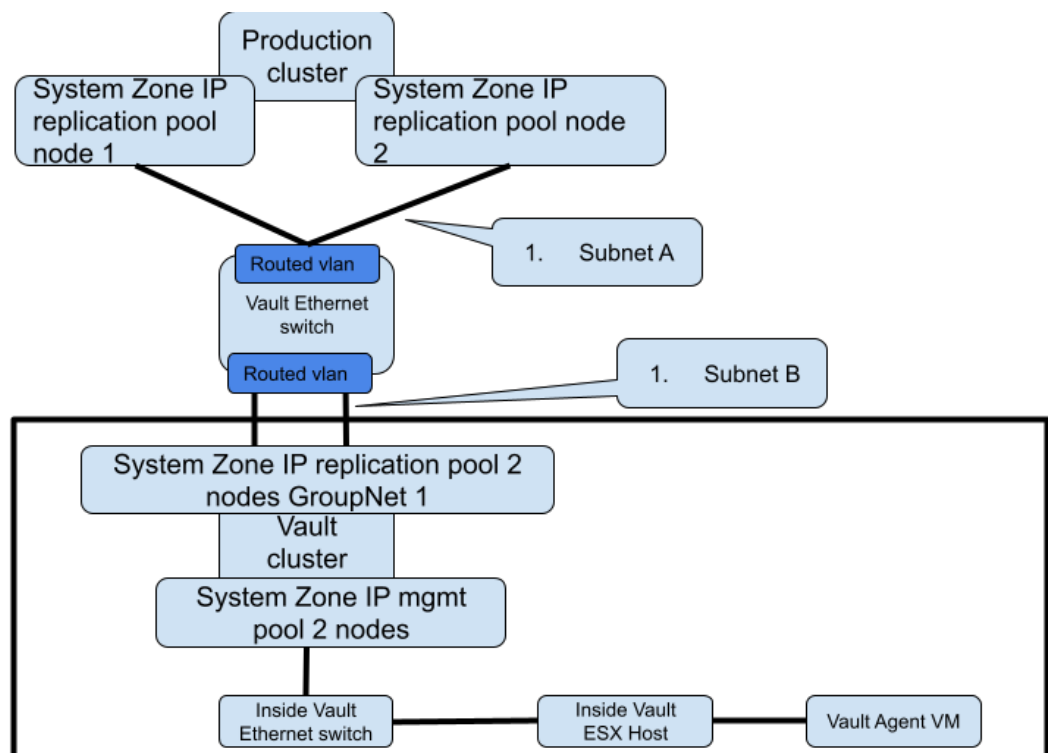 Production
cluster
System Zone IP
replication pool
node 1
System Zone IP
replication pool node
2
1. Subnet A
Routed vlan
Vault Ethernet
switch
Routed vlan
1. Subnet B
System Zone IP replication pool 2
nodes GroupNet 1
Vault
cluster
System Zone IP mgmt
pool 2 nodes
Inside Vault
Ethernet switch
Inside Vault
ESX Host
Vault Agent VM